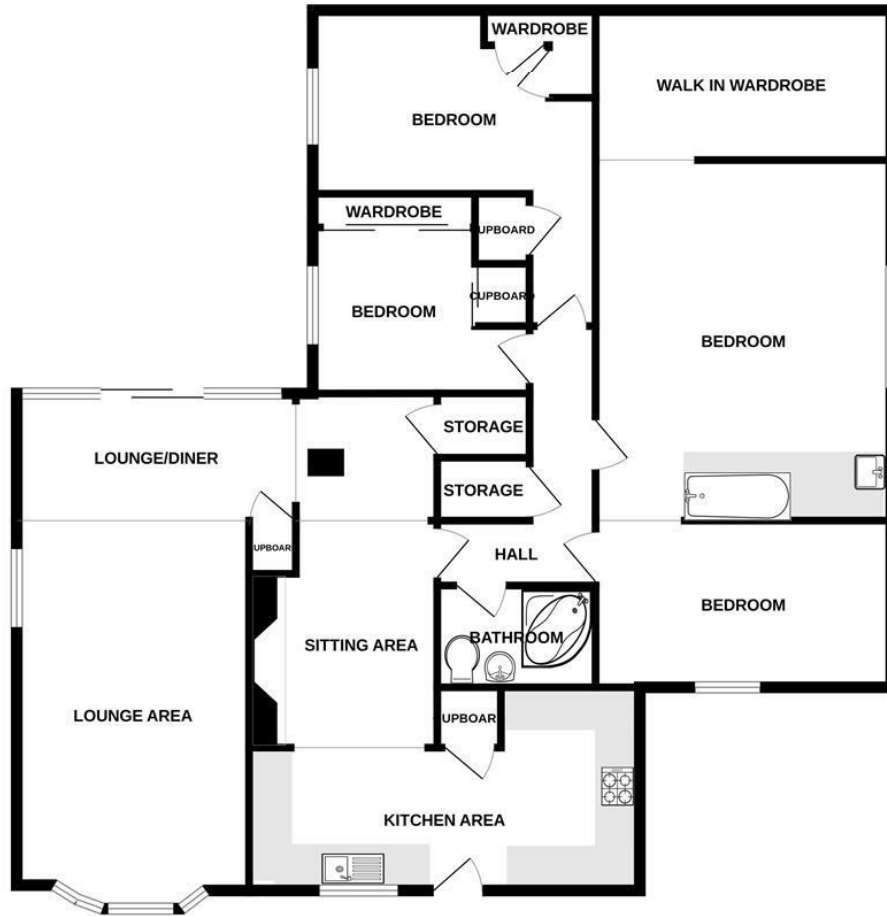 WARDROBE
WALK IN WARDROBE
BEDROOM
WARDROBE
UPBOARD
CUPBOARD
BEDROOM
BEDROOM
STORAGE
LOUNGE/DINER
STORAGE
UPBOAR
HALL
BEDROOM
BATHROOM
SITTING AREA
LOUNGE AREA
UPBOAR
KITCHEN AREA